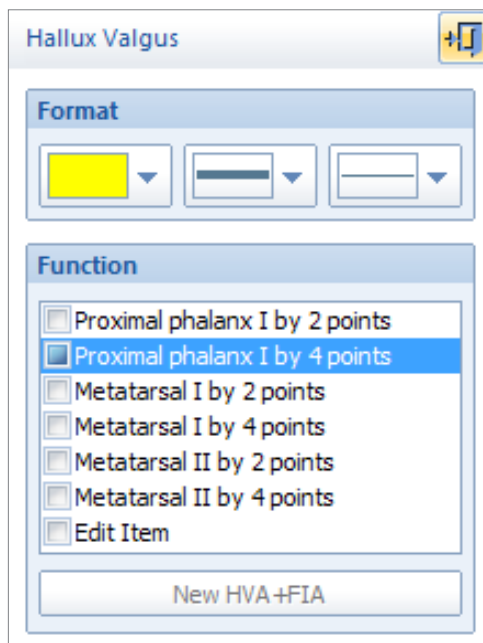 Hallux Valgus
Format
Function
Proximal phalanx I by 2 points
Proximal phalanx I by 4 points
Metatarsal I by 2 points
Metatarsal I by 4 points
Metatarsal II by 2 points
Metatarsal II by 4 points
Edit Item
New HVA+FIA